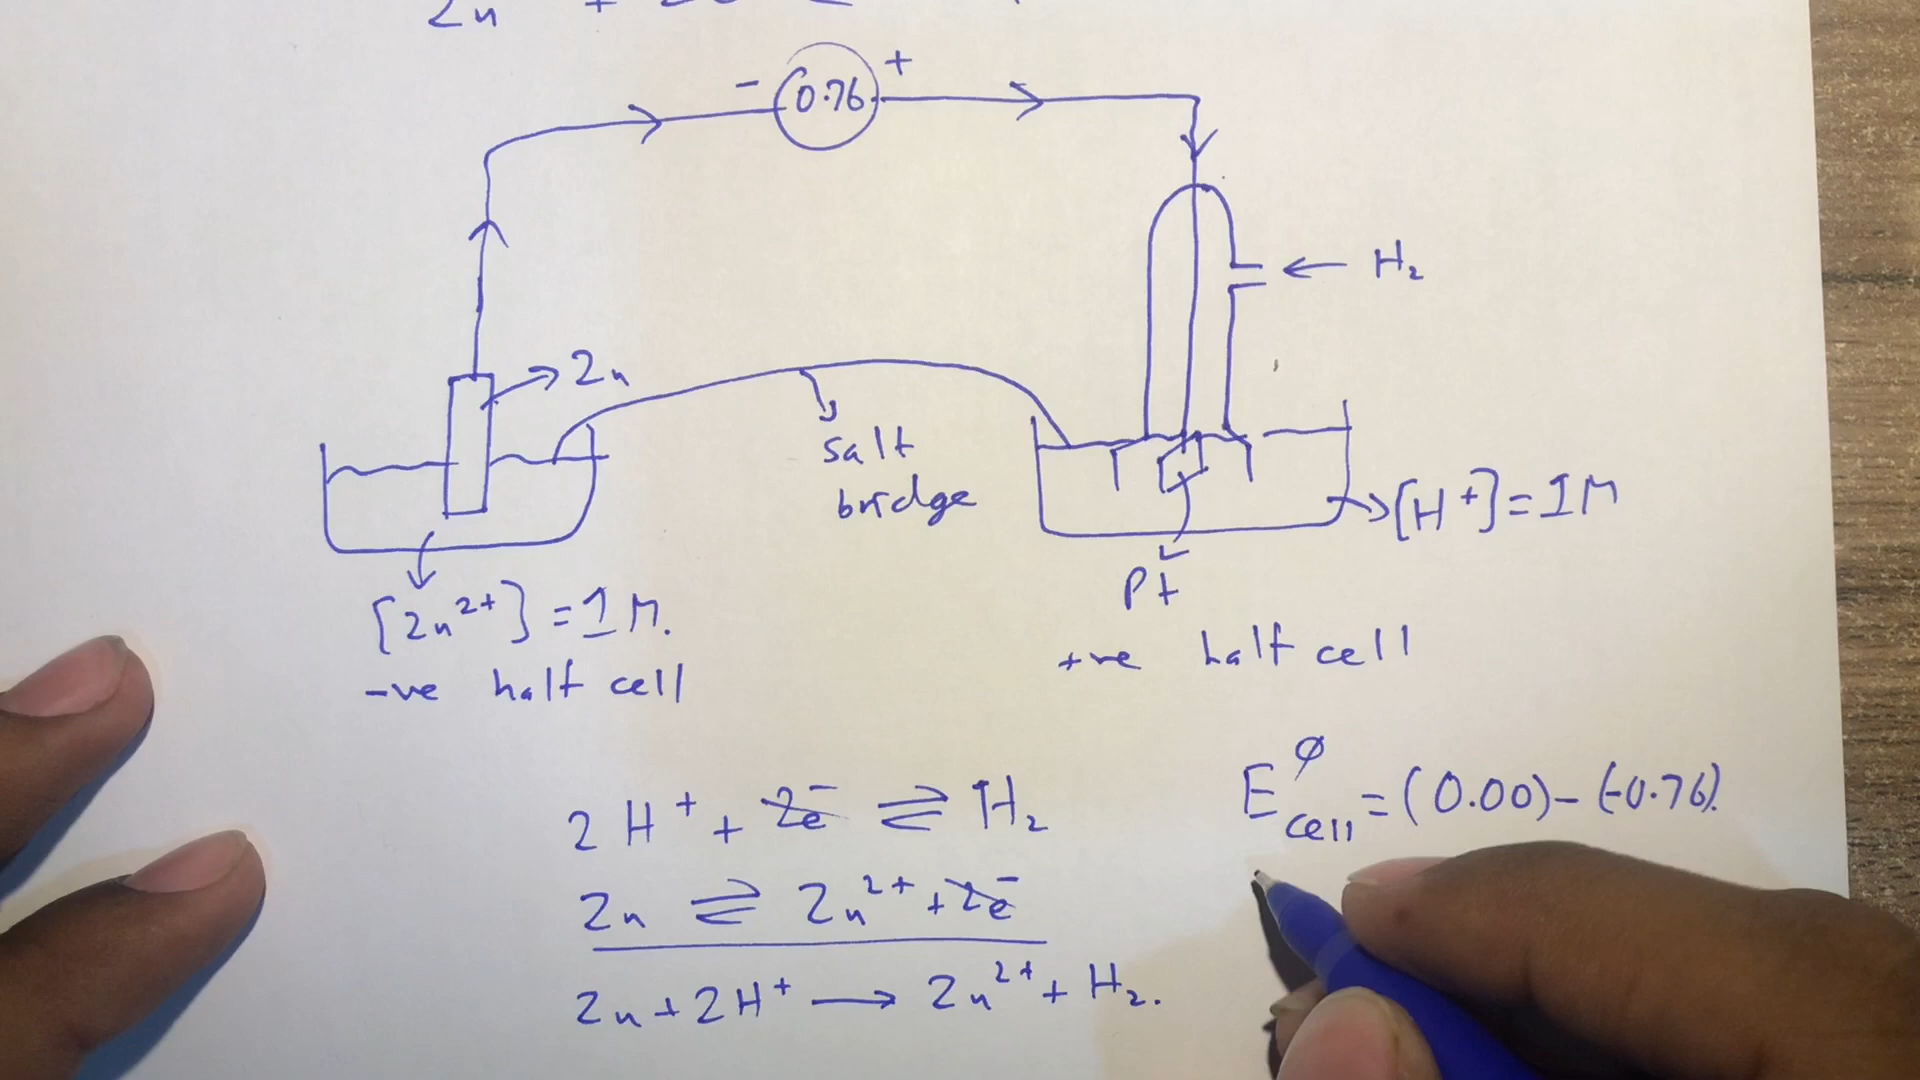 - 0.76 +
H₂
Zn
salt
bridge
[H⁺] = 1M
Pt
[Zn²⁺] = 1M.
-ve half cell
+ve half cell
E⦵cell = (0.00) - (-0.76).
2H⁺ + 2e⁻ ⇌ H₂
Zn ⇌ Zn²⁺ + 2e⁻
Zn + 2H⁺ ⟶ Zn²⁺ + H₂.